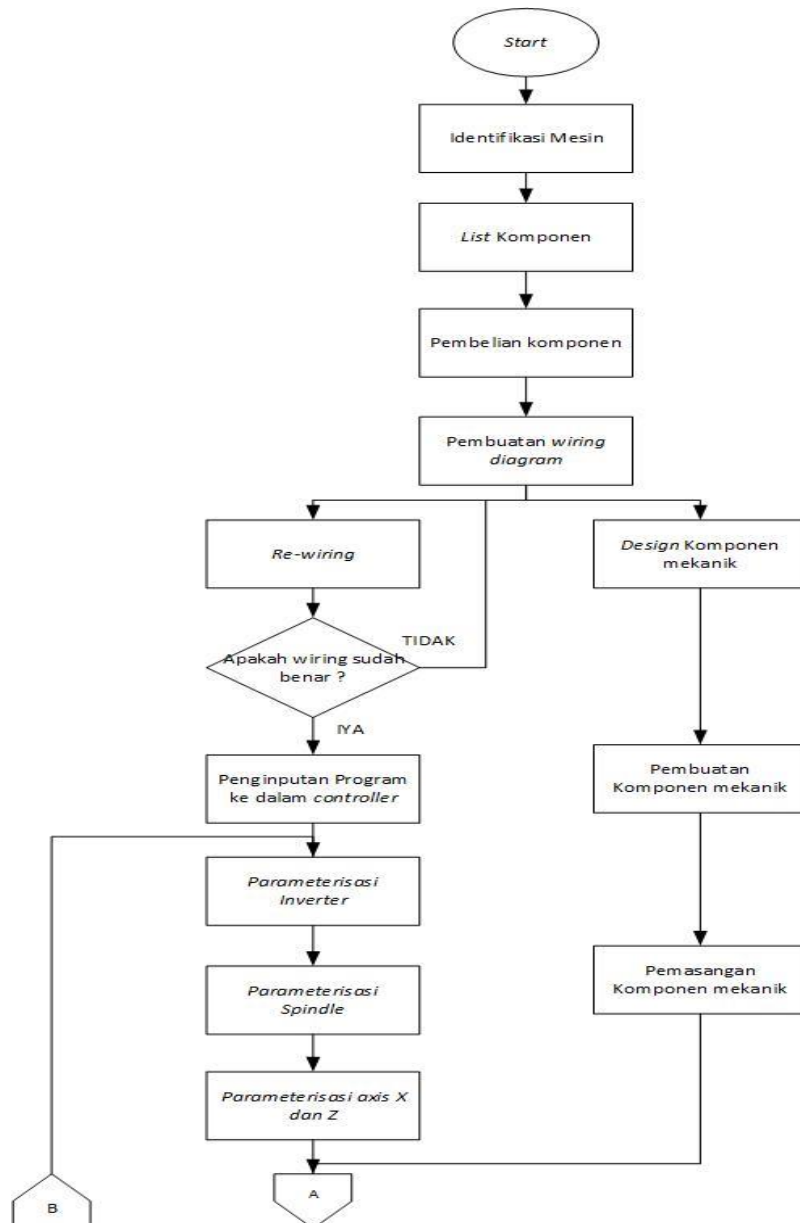 Start
Identifikasi Mesin
List Komponen
Pembelian komponen
Pembuatan wiring
diagram
Re-wiring
Design Komponen
mekanik
TIDAK
Apakah wiring sudah
benar ?
IYA
Penginputan Program
ke dalam controller
Pembuatan
Komponen mekanik
Parameterisasi
Inverter
Parameterisasi
Spindle
Pemasangan
Komponen mekanik
Parameterisasi axis X
dan Z
B
A